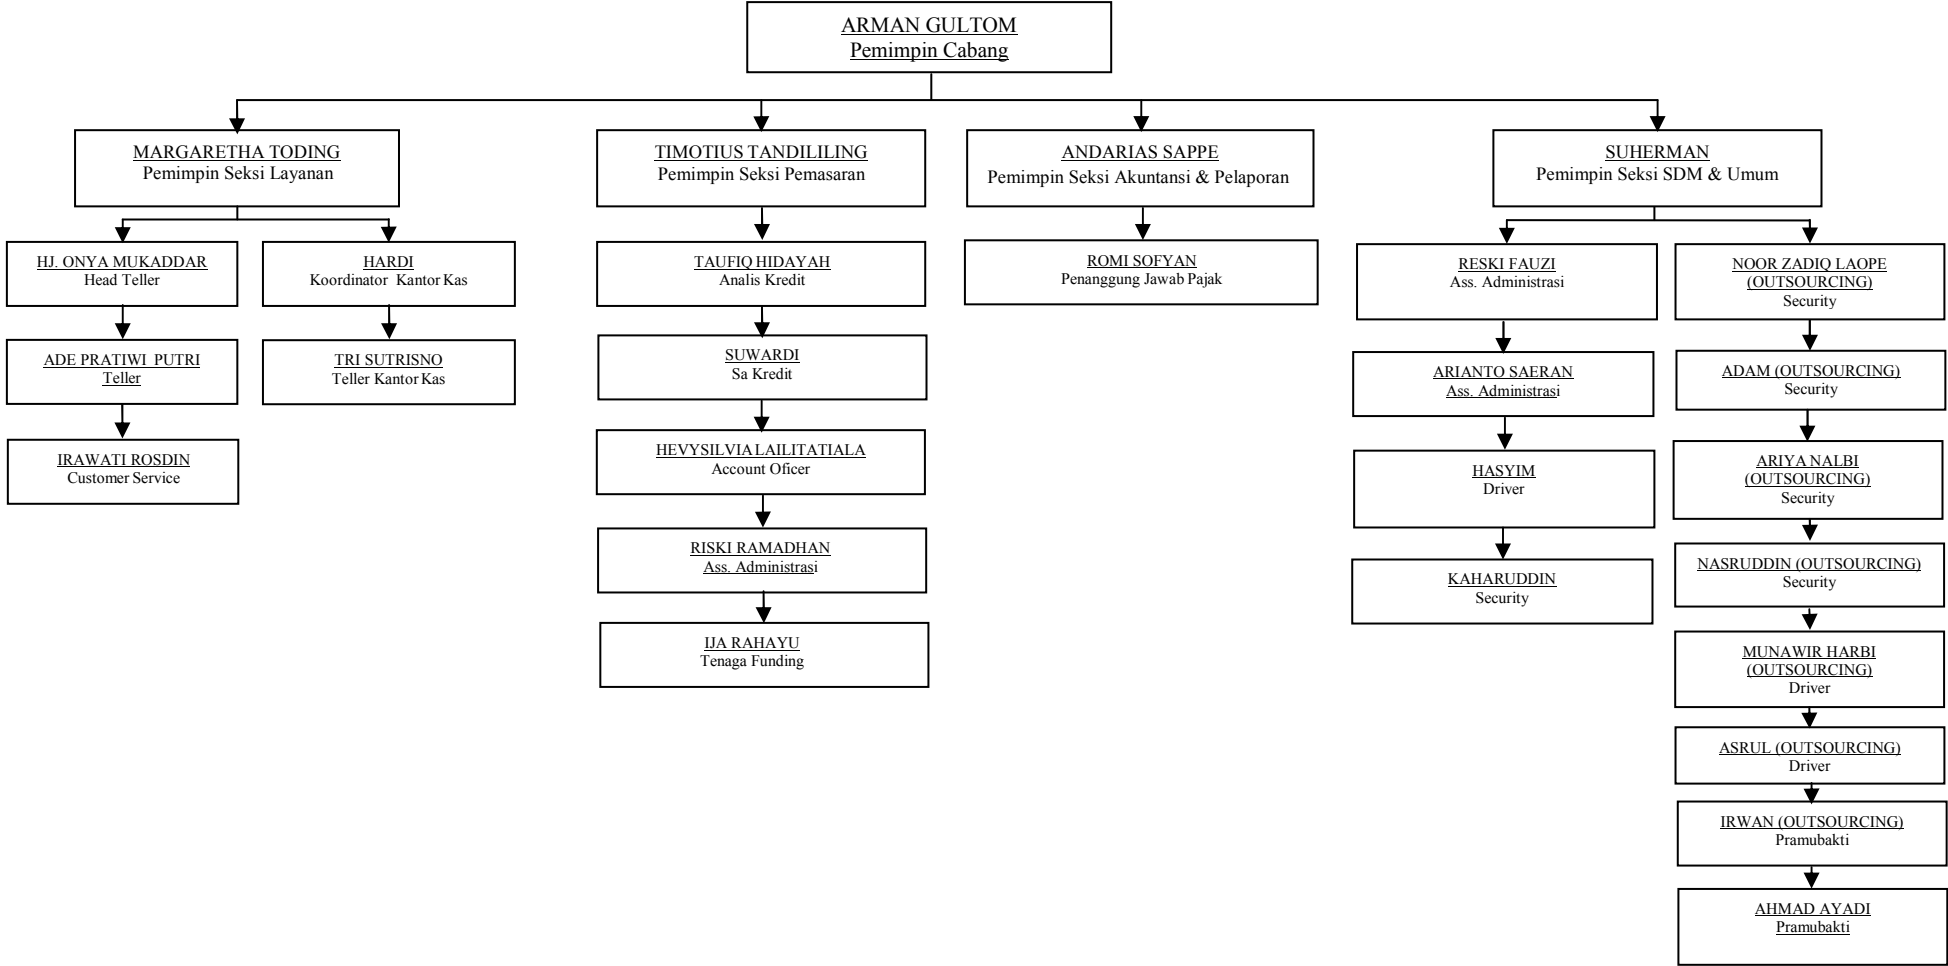 ARMAN GULTOM
Pemimpin Cabang
MARGARETHA TODING
Pemimpin Seksi Layanan
TIMOTIUS TANDILILING
Pemimpin Seksi Pemasaran
ANDARIAS SAPPE
Pemimpin Seksi Akuntansi & Pelaporan
SUHERMAN
Pemimpin Seksi SDM & Umum
HJ. ONYA MUKADDAR
Head Teller
ADE PRATIWI PUTRI
Teller
IRAWATI ROSDIN
Customer Service
HARDI
Koordinator Kantor Kas
TRI SUTRISNO
Teller Kantor Kas
TAUFIQ HIDAYAH
Analis Kredit
SUWARDI
Sa Kredit
HEVYSILVIA LAILITATIALA
Account Oficer
RISKI RAMADHAN
Ass. Administrasi
IJA RAHAYU
Tenaga Funding
ROMI SOFYAN
Penanggung Jawab Pajak
RESKI FAUZI
Ass. Administrasi
ARIANTO SAERAN
Ass. Administrasi
HASYIM
Driver
KAHARUDDIN
Security
NOOR ZADIQ LAOPE
(OUTSOURCING)
Security
ADAM (OUTSOURCING)
Security
ARIYA NALBI
(OUTSOURCING)
Security
NASRUDDIN (OUTSOURCING)
Security
MUNAWIR HARBI
(OUTSOURCING)
Driver
ASRUL (OUTSOURCING)
Driver
IRWAN (OUTSOURCING)
Pramubakti
AHMAD AYADI
Pramubakti